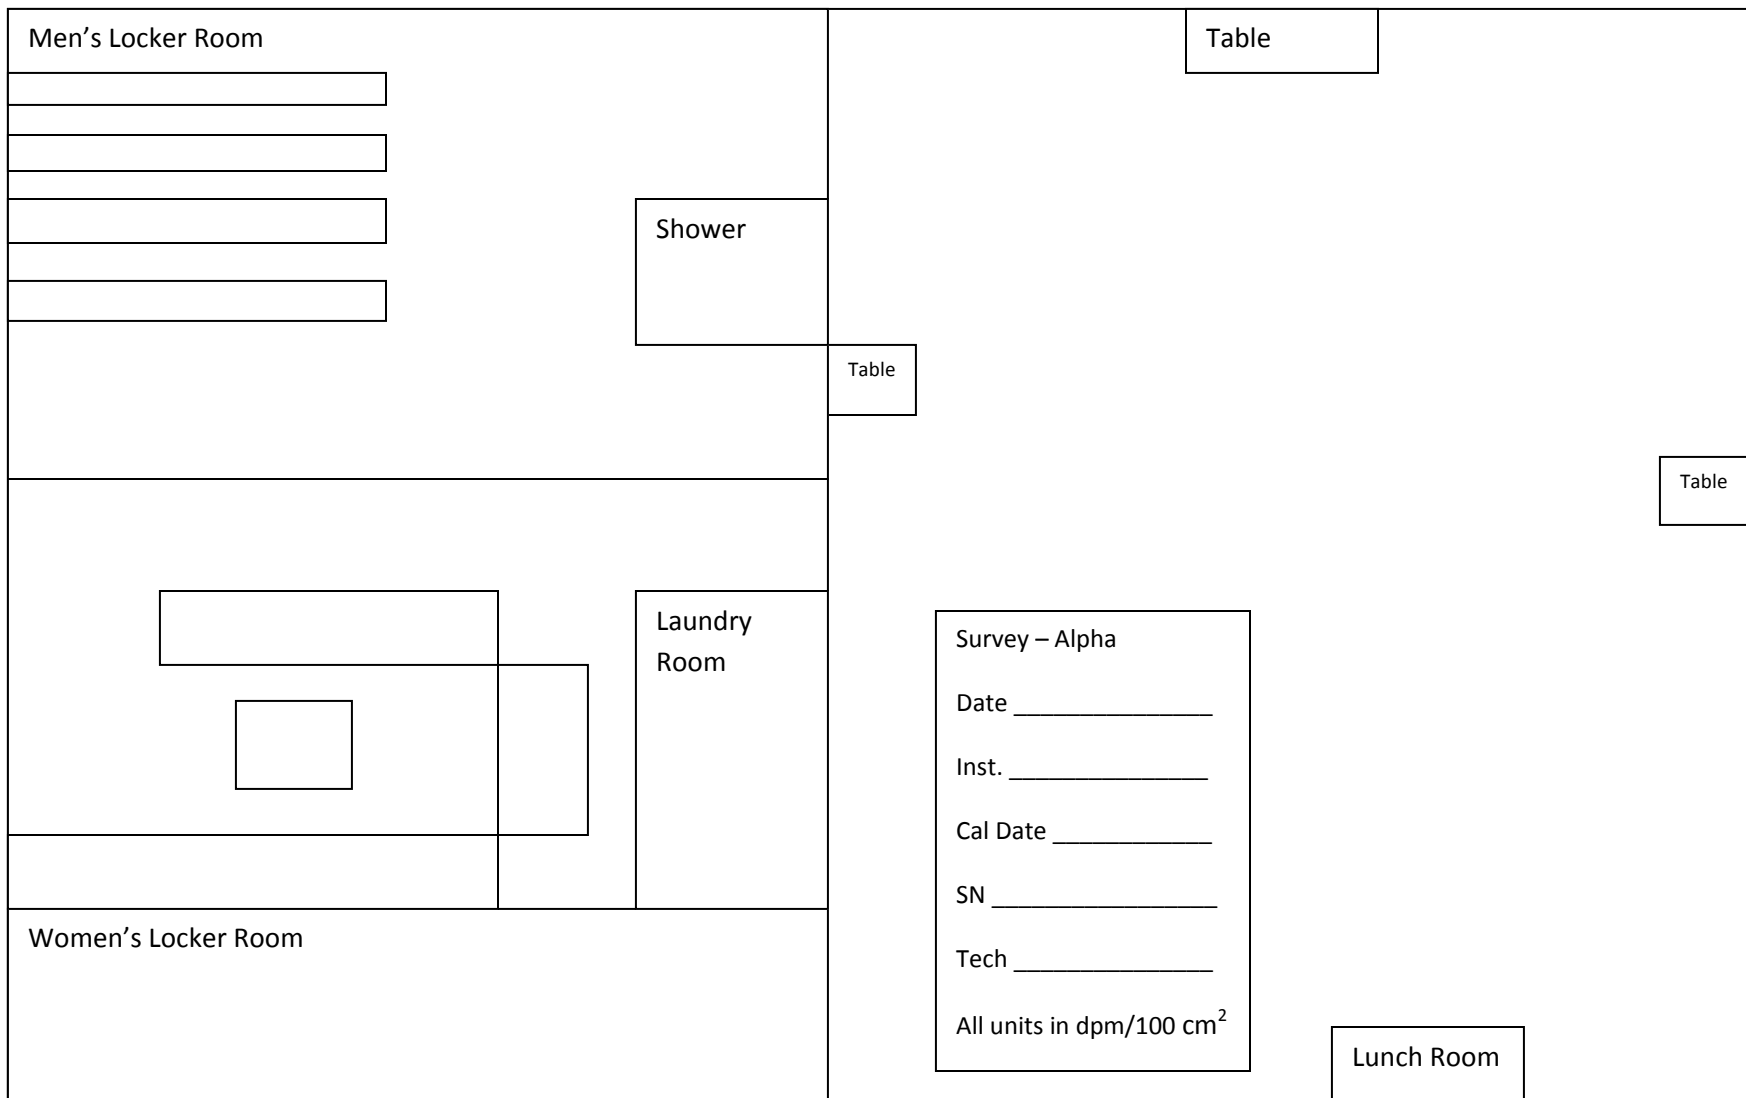 Men’s Locker Room
Table
Shower
Table
Table
Laundry
Room
Survey – Alpha
Date _______________
Inst. _______________
Cal Date ____________
SN _________________
Tech _______________
All units in dpm/100 cm²
Women’s Locker Room
Lunch Room